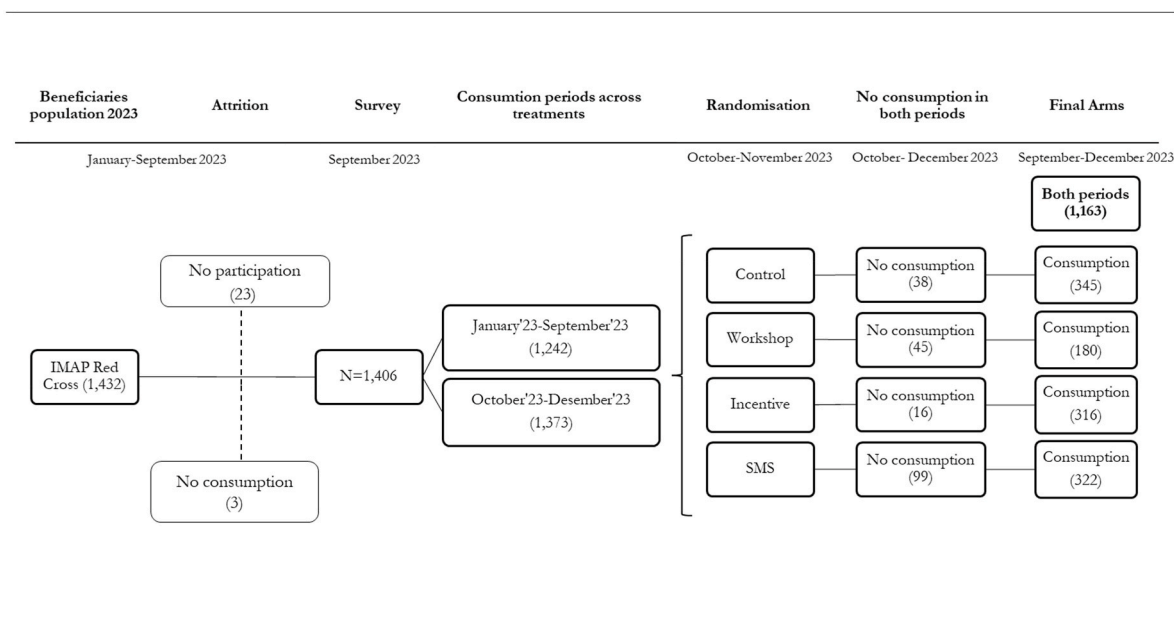 Beneficiaries
population 2023
Attrition
Survey
Consumtion periods across
treatments
Randomisation
No consumption in
both periods
Final Arms
January-September 2023
September 2023
October-November 2023
October- December 2023
September-December 2023
Both periods
(1,163)
No participation
(23)
IMAP Red
Cross (1,432)
No consumption
(3)
N=1,406
January'23-September'23
(1,242)
October'23-Desember'23
(1,373)
Control
No consumption
(38)
Consumption
(345)
Workshop
No consumption
(45)
Consumption
(180)
Incentive
No consumption
(16)
Consumption
(316)
SMS
No consumption
(99)
Consumption
(322)